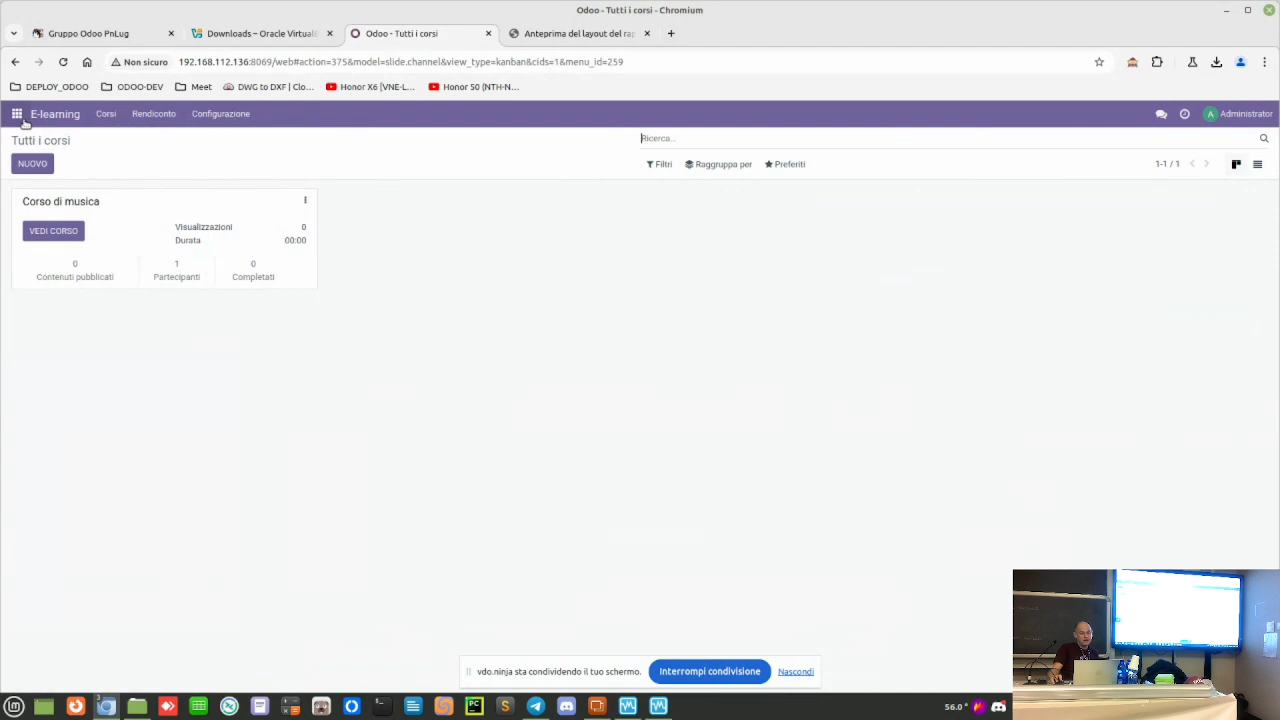 Odoo - Tutti i corsi - Chromium
Gruppo Odoo PnLug
Downloads – Oracle Virtual
Odoo - Tutti i corsi
Anteprima del layout del rap
Non sicuro
192.168.112.136:8069/web#action=375&model=slide.channel&view_type=kanban&cids=1&menu_id=259
DEPLOY_ODOO
ODOO-DEV
Meet
DWG to DXF | Clo...
Honor X6 [VNE-L...
Honor 50 (NTH-N...
E-learning
Corsi
Rendiconto
Configurazione
A
Administrator
Tutti i corsi
Ricerca...
NUOVO
Filtri
Raggruppa per
Preferiti
1-1 / 1
Corso di musica
VEDI CORSO
Visualizzazioni 0
Durata 00:00
0 1 0
Contenuti pubblicati Partecipanti Completati
vdo.ninja sta condividendo il tuo schermo.
Interrompi condivisione
Nascondi
PC
S
56.0 °